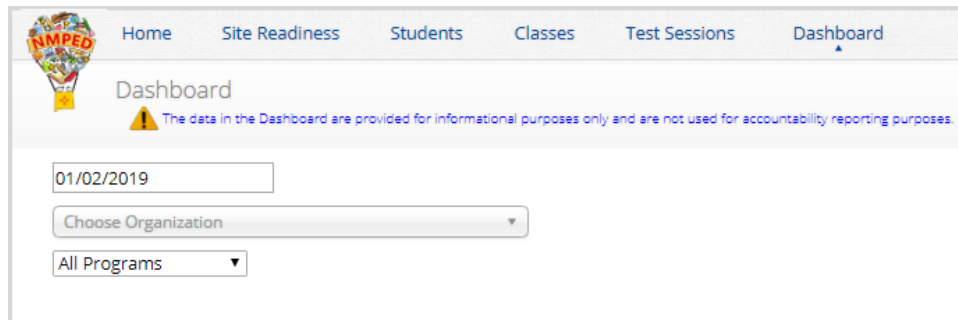 NMPED
Home Site Readiness Students Classes Test Sessions Dashboard
Dashboard
The data in the Dashboard are provided for informational purposes only and are not used for accountability reporting purposes.
01/02/2019
Choose Organization
All Programs